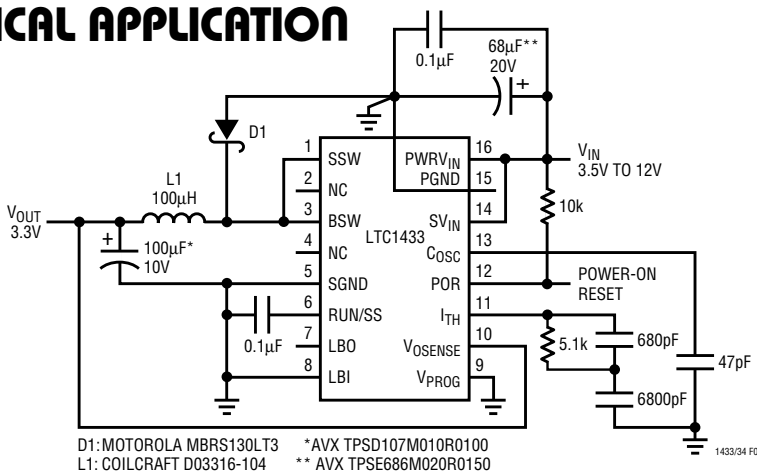 ICAL APPLICATION
0.1µF
68µF**
20V
+
D1
1
SSW
PWRVIN
16
VIN
3.5V TO 12V
2
NC
PGND
15
L1
100µH
VOUT
3.3V
3
BSW
SVIN
14
10k
LTC1433
+
100µF*
10V
4
NC
COSC
13
5
SGND
POR
12
POWER-ON
RESET
6
RUN/SS
ITH
11
0.1µF
7
LBO
VOSENSE
10
5.1k
680pF
47pF
8
LBI
VPROG
9
6800pF
D1: MOTOROLA MBRS130LT3 *AVX TPSD107M010R0100
L1: COILCRAFT D03316-104 ** AVX TPSE686M020R0150
1433/34 F0